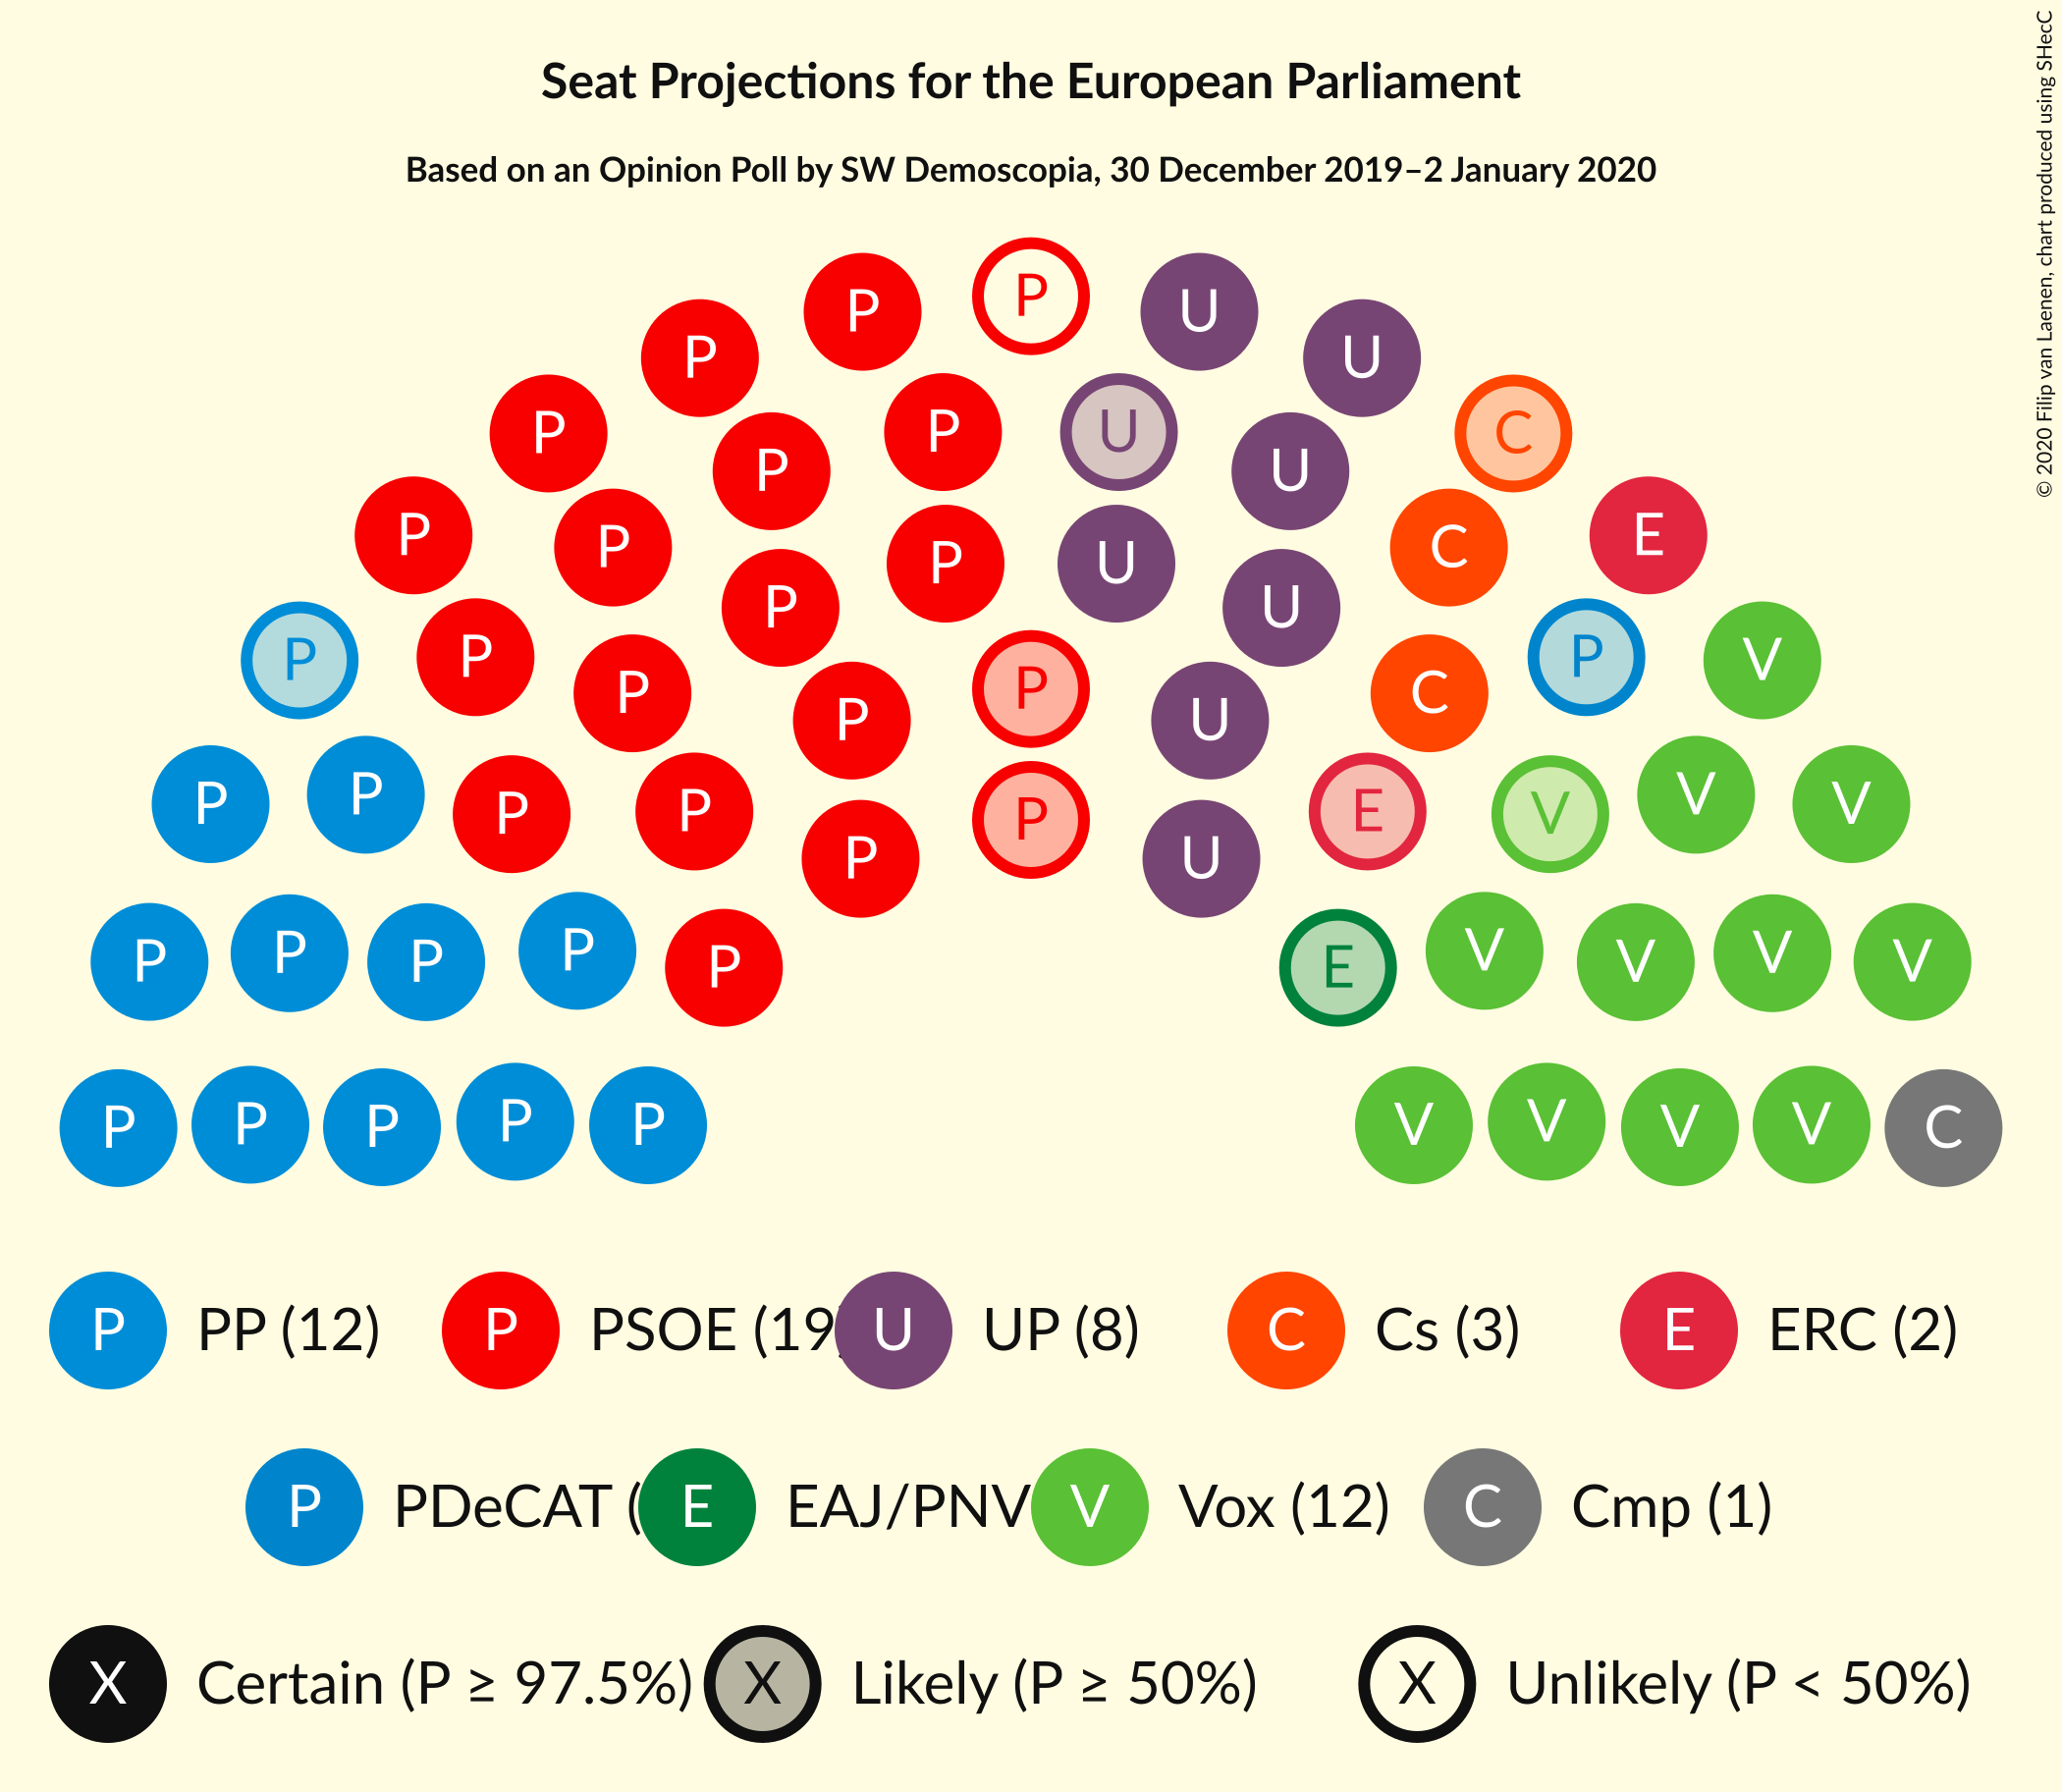 © 2020 Filip van Laenen, chart produced using SHecC
Seat Projections for the European Parliament
Based on an Opinion Poll by SW Demoscopia, 30 December 2019–2 January 2020
P
P U
P U
P P U C
P U
P E
P C
P U
P U
P P P V
P P C
P U
P P P P P E V V V
P U
P P P P P E V V V V
P P P P P V V V V C
P PP (12) P PSOE (19 U UP (8) C Cs (3) E ERC (2)
P PDeCAT ( E EAJ/PNV V Vox (12) C Cmp (1)
X Certain (P ≥ 97.5%) X Likely (P ≥ 50%) X Unlikely (P < 50%)